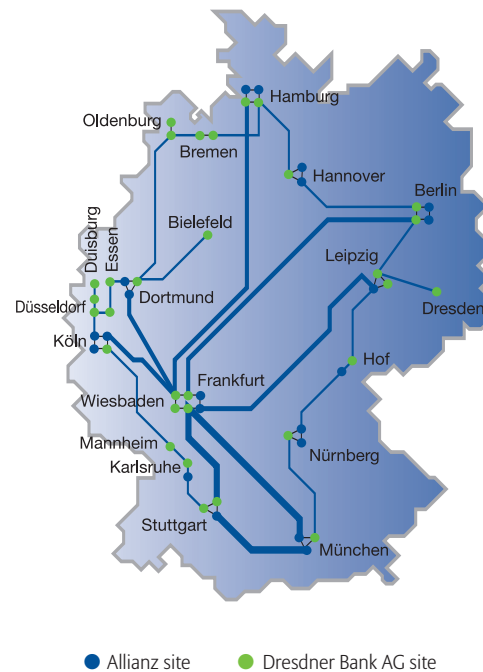 Hamburg
Oldenburg
Bremen
Hannover
Berlin
Duisburg
Essen
Bielefeld
Leipzig
Düsseldorf
Dortmund
Dresden
Köln
Hof
Frankfurt
Wiesbaden
Mannheim
Nürnberg
Karlsruhe
Stuttgart
München
Allianz site
Dresdner Bank AG site